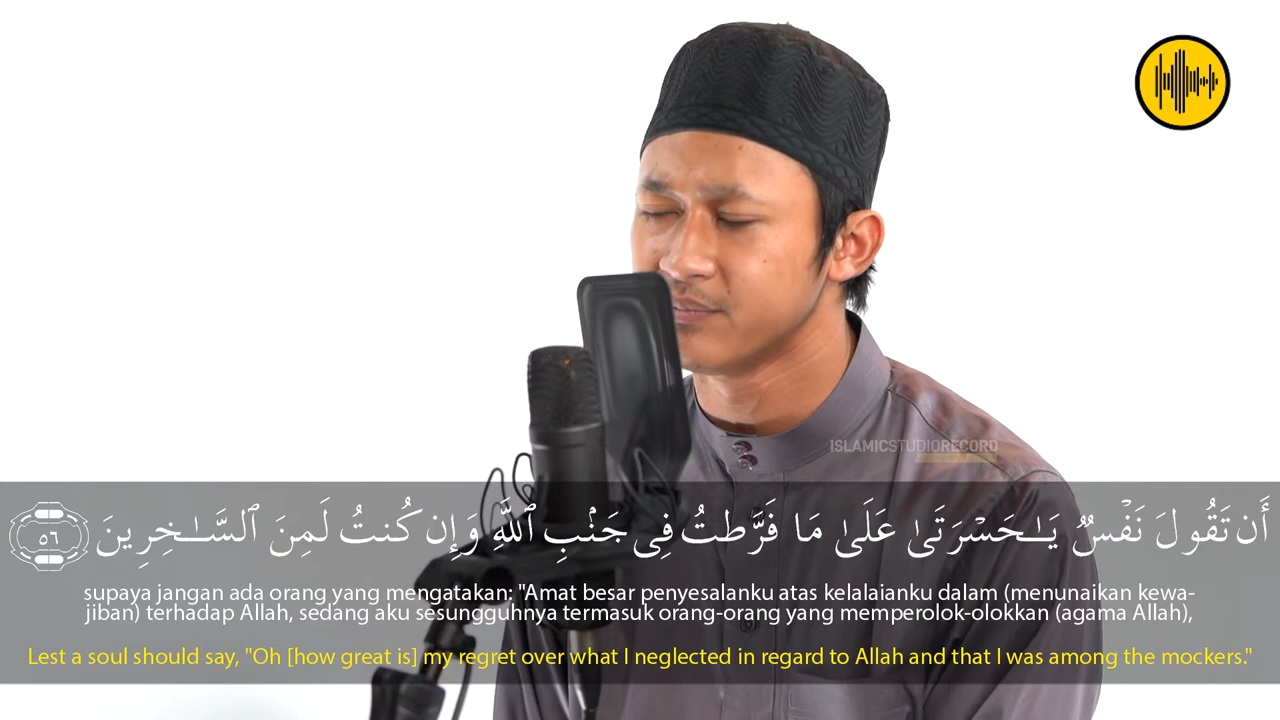 ISLAMICSTUDIORECORD
أَن تَقُولَ نَفْسٌ يَـٰحَسْرَتَىٰ عَلَىٰ مَا فَرَّطتُ فِى جَنۢبِ ٱللَّهِ وَإِن كُنتُ لَمِنَ ٱلسَّـٰخِرِينَ ٥٦
supaya jangan ada orang yang mengatakan: "Amat besar penyesalanku atas kelalaianku dalam (menunaikan kewa-
jiban) terhadap Allah, sedang aku sesungguhnya termasuk orang-orang yang memperolok-olokkan (agama Allah),
Lest a soul should say, "Oh [how great is] my regret over what I neglected in regard to Allah and that I was among the mockers."